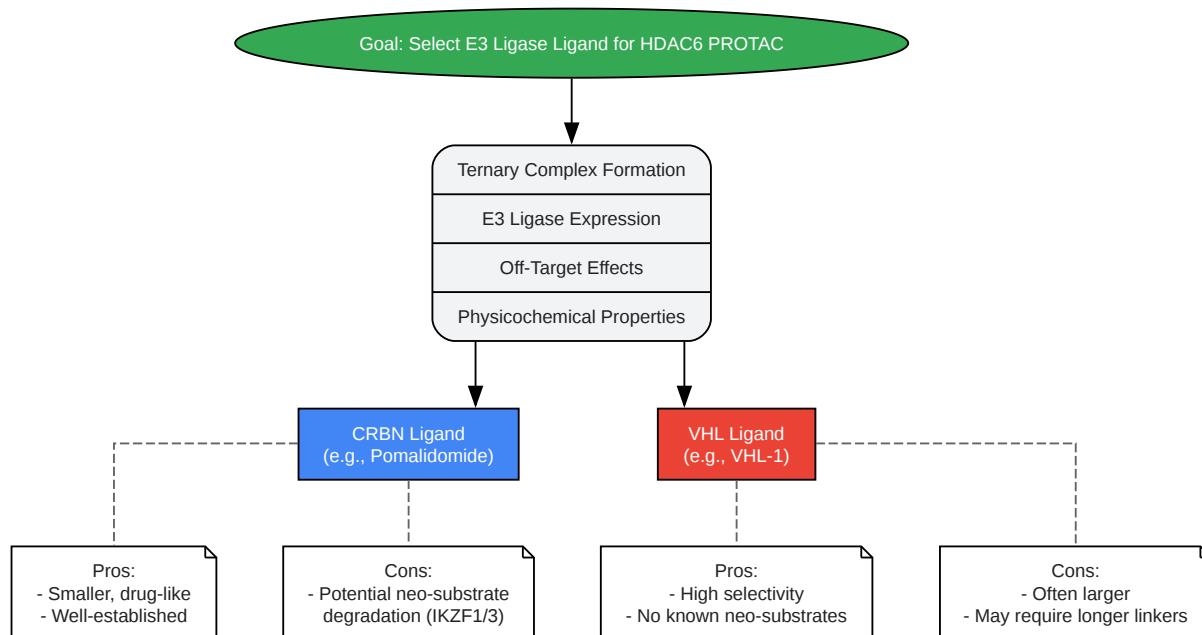 Goal: Select E3 Ligase Ligand for HDAC6 PROTAC
Ternary Complex Formation
E3 Ligase Expression
Off-Target Effects
Physicochemical Properties
CRBN Ligand
(e.g., Pomalidomide)
VHL Ligand
(e.g., VHL-1)
Pros:
- Smaller, drug-like
- Well-established
Cons:
- Potential neo-substrate
degradation (IKZF1/3)
Pros:
- High selectivity
- No known neo-substrates
Cons:
- Often larger
- May require longer linkers